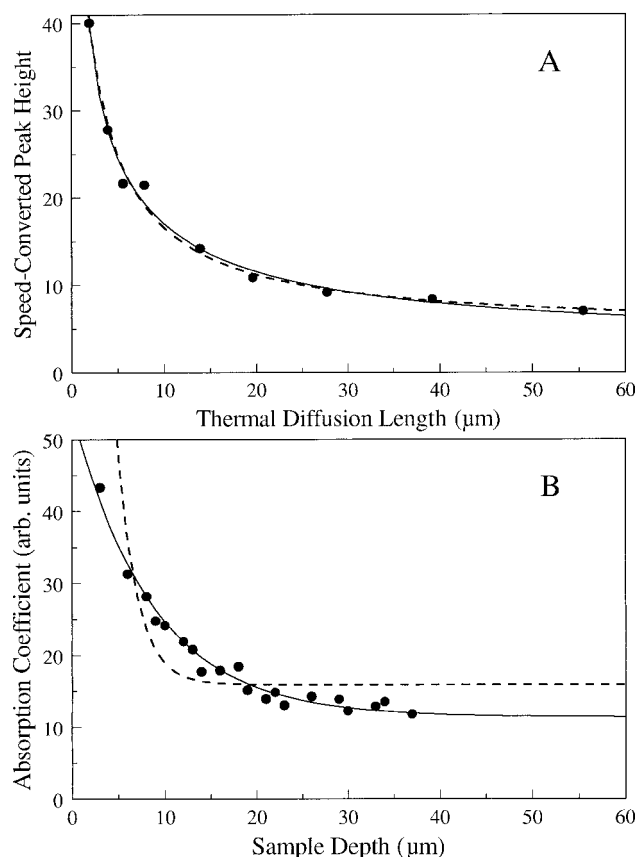 40
30
20
10
0
Speed-Converted Peak Height
A
0 10 20 30 40 50 60
Thermal Diffusion Length (µm)
50
40
30
20
10
0
Absorption Coefficient (arb. units)
B
0 10 20 30 40 50 60
Sample Depth (µm)